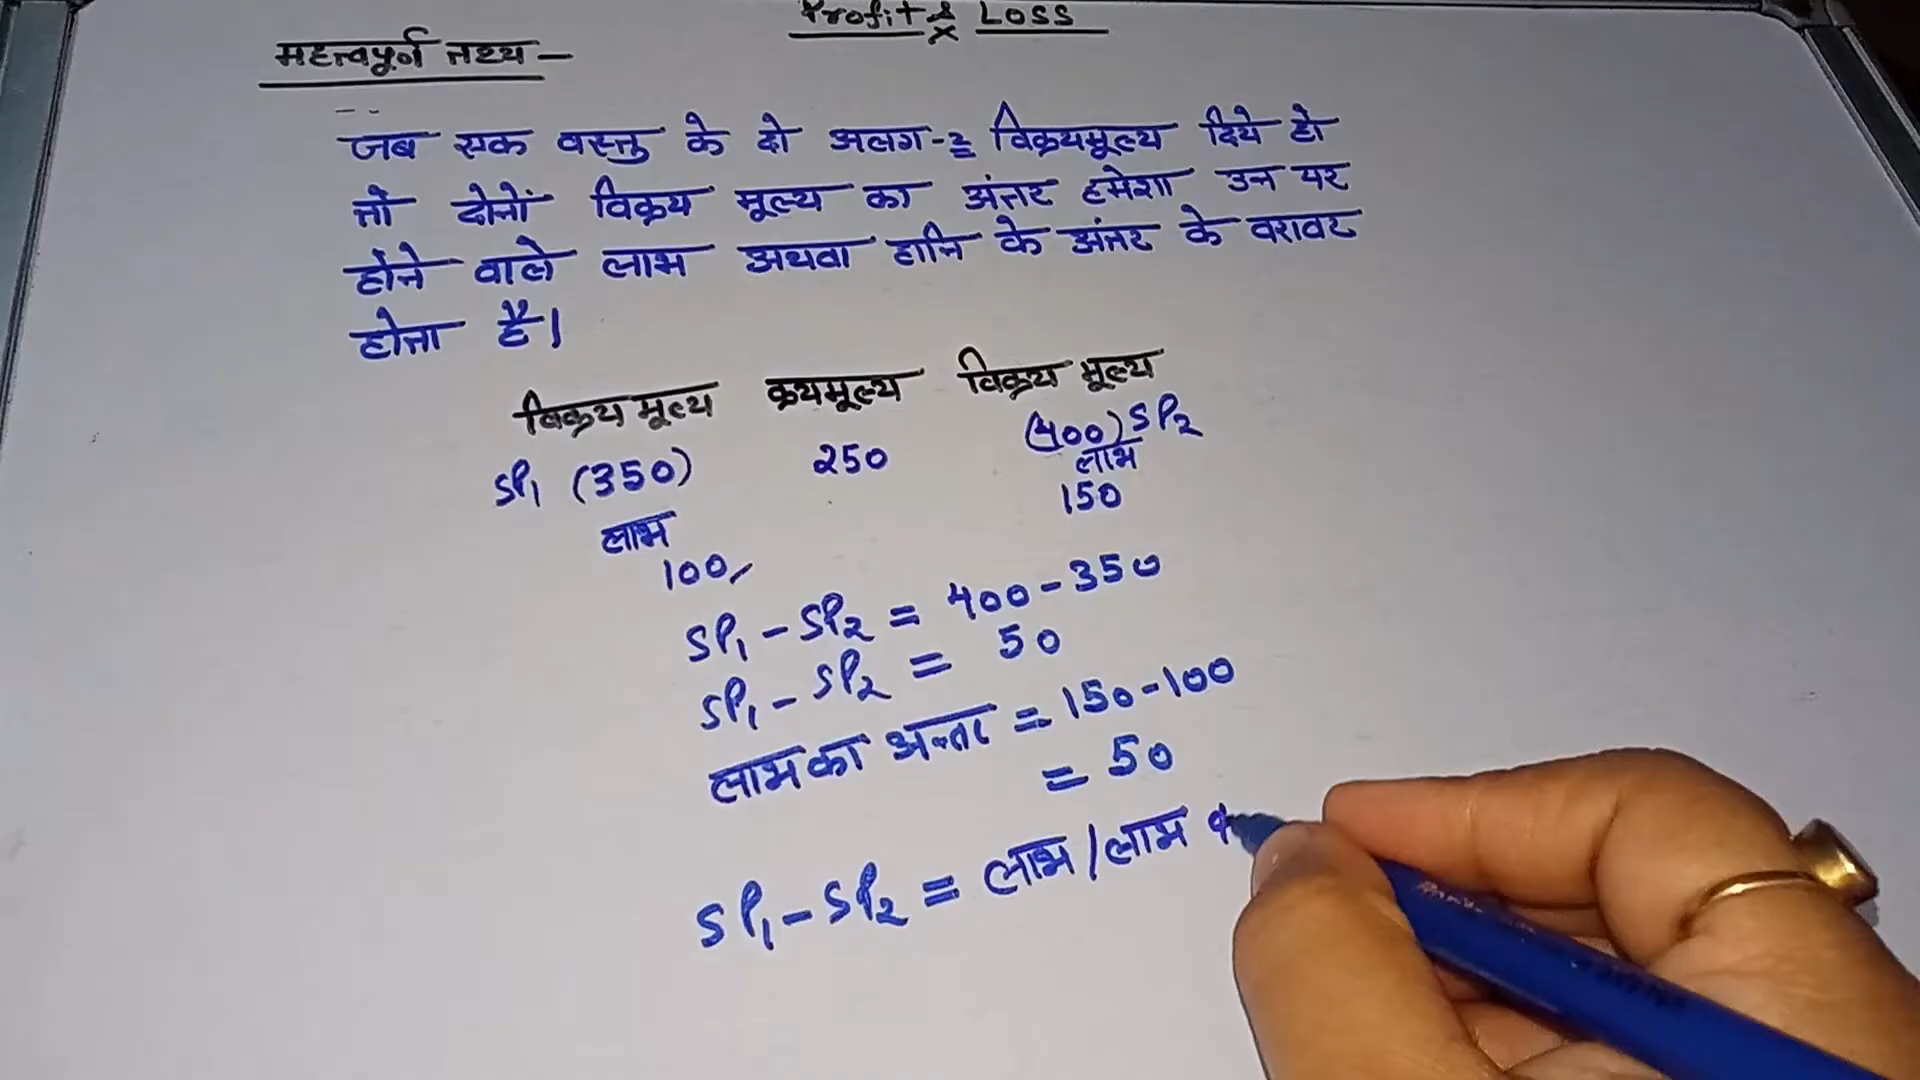 Profit & Loss
महत्वपूर्ण तथ्य —
जब एक वस्तु के दो अलग-2 विक्रयमूल्य दिये हो
तो दोनों विक्रय मूल्य का अंतर हमेशा उन पर
होने वाले लाभ अथवा हानि के अंतर के बराबर
होता है।
विक्रय मूल्य क्रयमूल्य विक्रय मूल्य
SP₁ (350) 250 (400) SP₂
लाभ
150
लाभ
100
SP₁ - SP₂ = 400 - 350
SP₁ - SP₂ = 50
लाभ का अन्तर = 150 - 100
= 50
SP₁ - SP₂ = लाभ / लाभ